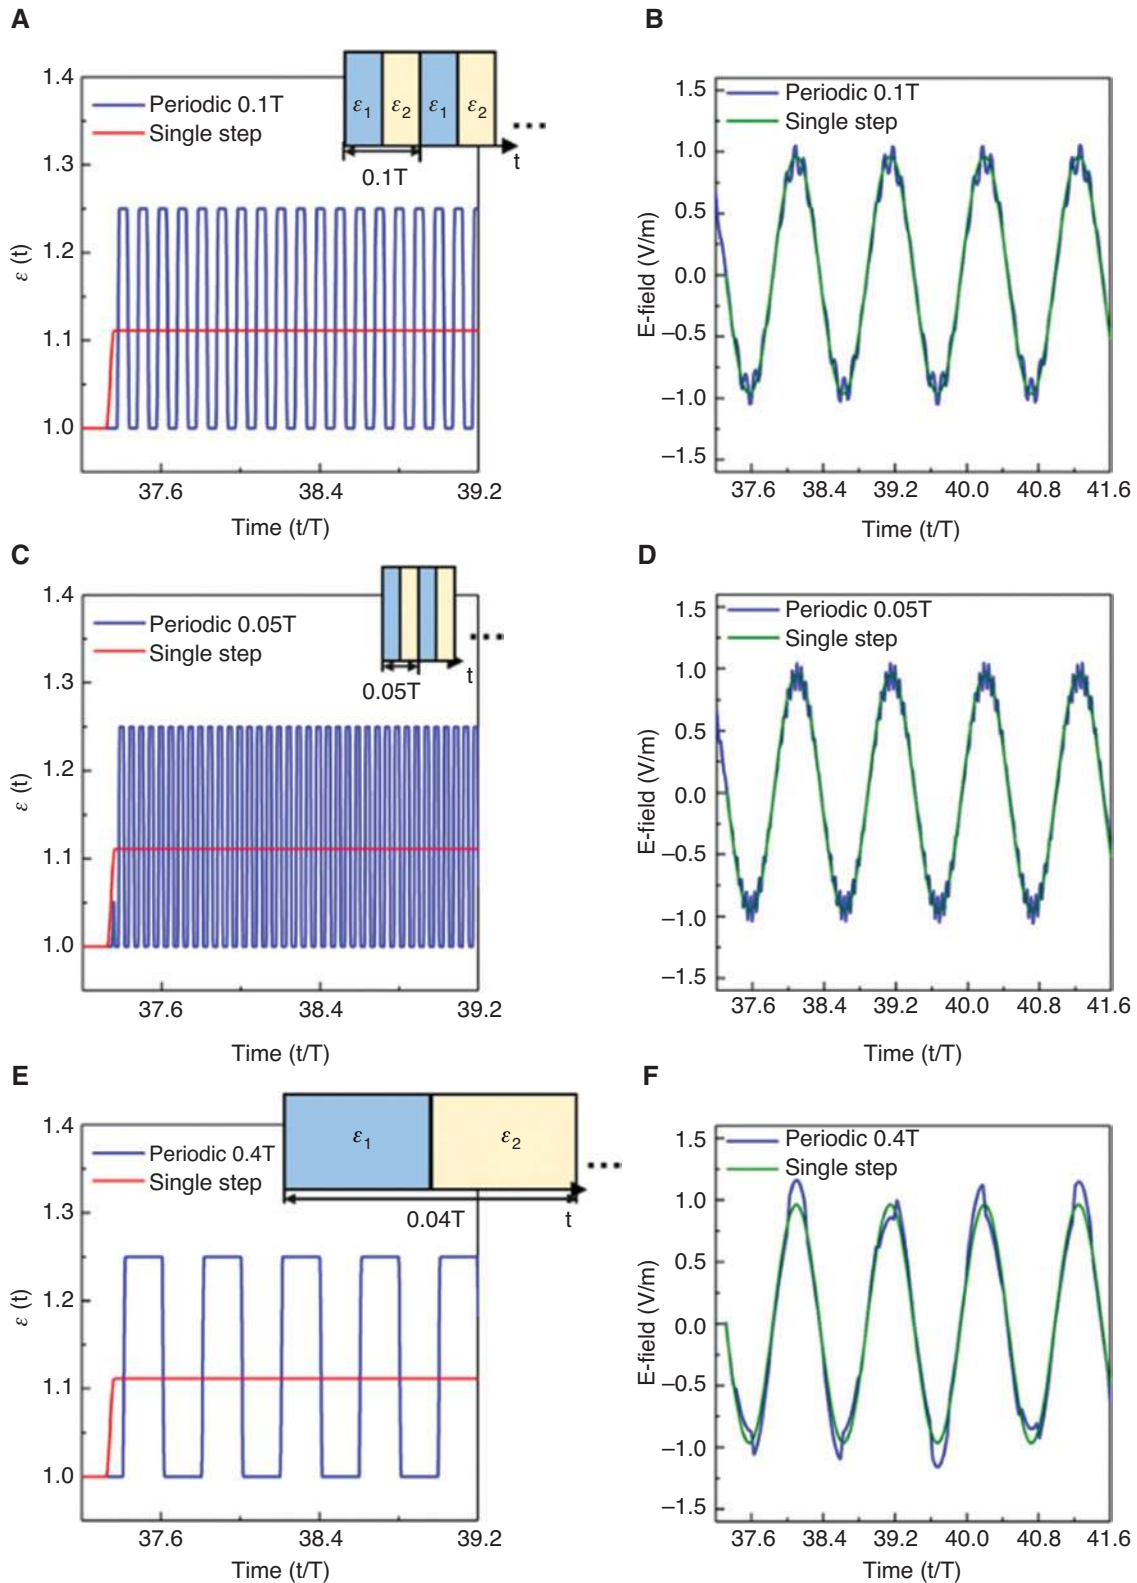 A
B
1.4
Periodic 0.1T
Single step
ε1 ε2 ε1 ε2
t
0.1T
1.3
1.2
1.1
1.0
ε (t)
37.6 38.4 39.2
Time (t/T)
1.5
Periodic 0.1T
Single step
1.0
0.5
0.0
–0.5
–1.0
–1.5
E-field (V/m)
37.6 38.4 39.2 40.0 40.8 41.6
Time (t/T)
C
D
1.4
Periodic 0.05T
Single step
t
0.05T
1.3
1.2
1.1
1.0
ε (t)
37.6 38.4 39.2
Time (t/T)
1.5
Periodic 0.05T
Single step
1.0
0.5
0.0
–0.5
–1.0
–1.5
E-field (V/m)
37.6 38.4 39.2 40.0 40.8 41.6
Time (t/T)
E
F
1.4
Periodic 0.4T
Single step
ε1 ε2
0.04T
t
1.3
1.2
1.1
1.0
ε (t)
37.6 38.4 39.2
Time (t/T)
1.5
Periodic 0.4T
Single step
1.0
0.5
0.0
–0.5
–1.0
–1.5
E-field (V/m)
37.6 38.4 39.2 40.0 40.8 41.6
Time (t/T)